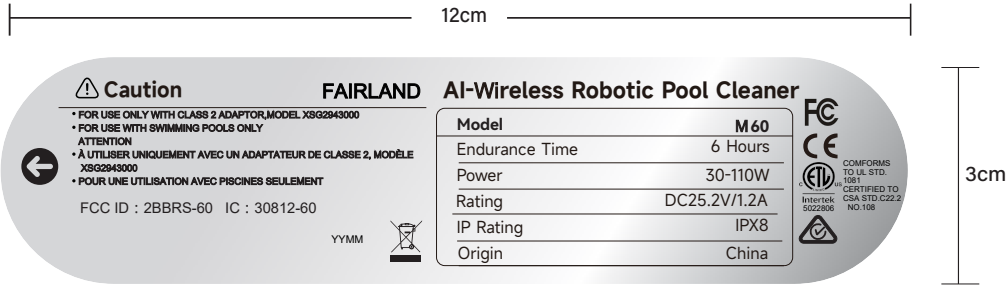 12cm
Caution
FAIRLAND
• FOR USE ONLY WITH CLASS 2 ADAPTOR,MODEL XSG2943000
• FOR USE WITH SWIMMING POOLS ONLY
ATTENTION
• À UTILISER UNIQUEMENT AVEC UN ADAPTATEUR DE CLASSE 2, MODÈLE
XSG2943000
• POUR UNE UTILISATION AVEC PISCINES SEULEMENT
FCC ID : 2BBRS-60 IC : 30812-60
YYMM
AI-Wireless Robotic Pool Cleaner
Model M60
Endurance Time 6 Hours
Power 30-110W
Rating DC25.2V/1.2A
IP Rating IPX8
Origin China
FC
CE
C ETL US
Intertek
5022806
CONFORMS
TO UL STD.
1081
CERTIFIED TO
CSA STD.C22.2
NO.108
3cm